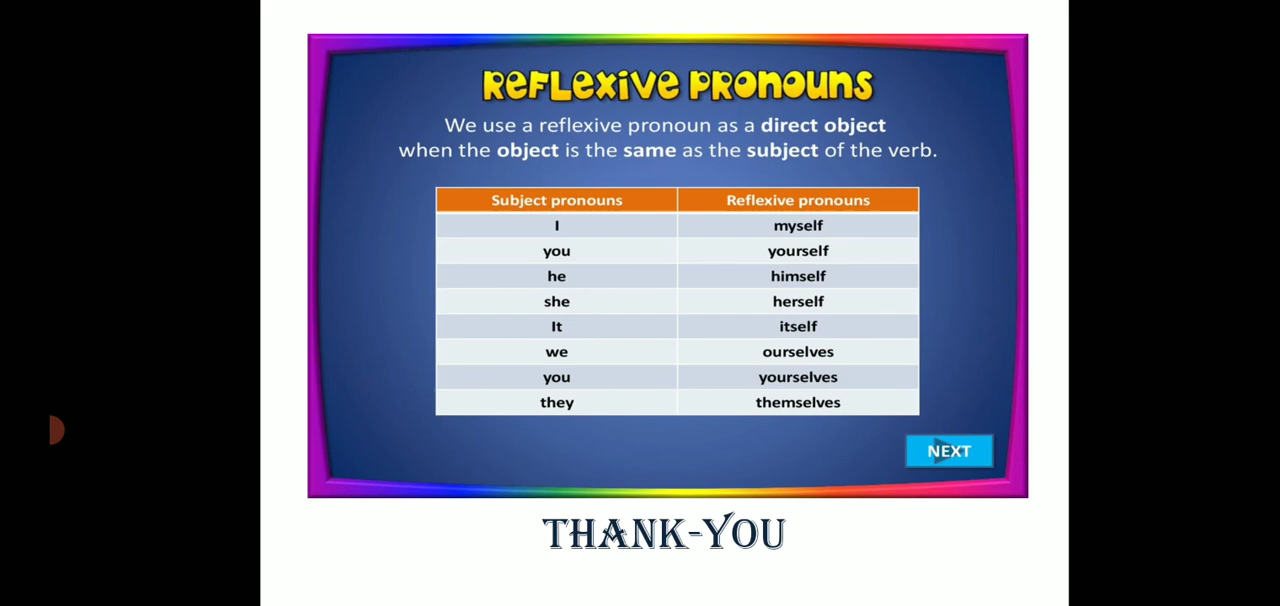 REFLEXIVE PRONOUNS
We use a reflexive pronoun as a direct object
when the object is the same as the subject of the verb.
Subject pronouns Reflexive pronouns
I myself
you yourself
he himself
she herself
It itself
we ourselves
you yourselves
they themselves
NEXT
THANK-YOU